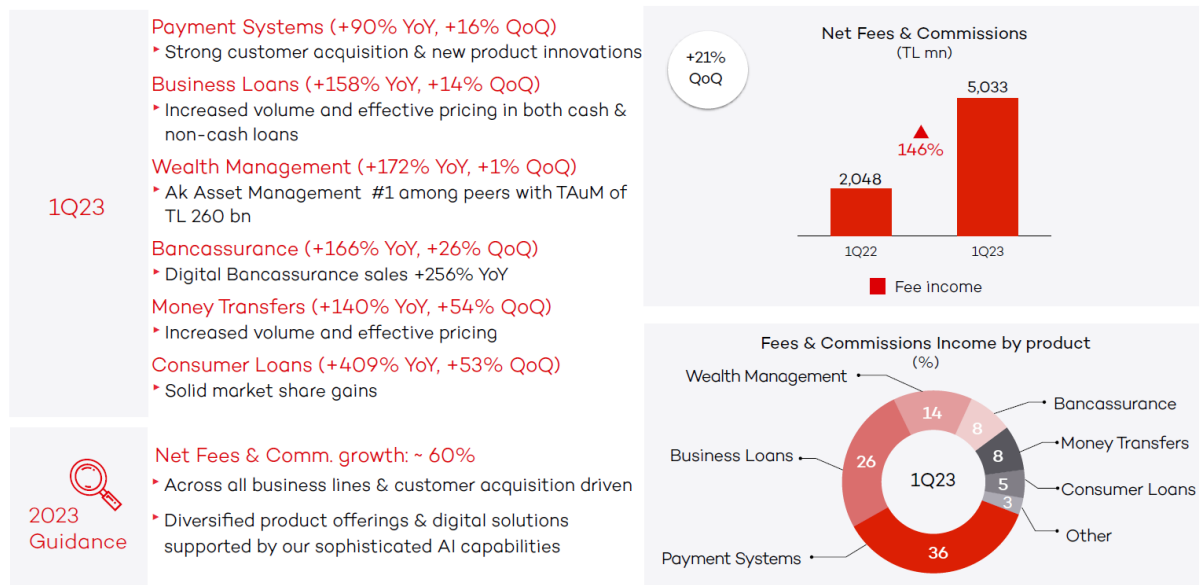 1Q23
Payment Systems (+90% YoY, +16% QoQ)
Strong customer acquisition & new product innovations
Business Loans (+158% YoY, +14% QoQ)
Increased volume and effective pricing in both cash &
non-cash loans
Wealth Management (+172% YoY, +1% QoQ)
Ak Asset Management #1 among peers with TAuM of
TL 260 bn
Bancassurance (+166% YoY, +26% QoQ)
Digital Bancassurance sales +256% YoY
Money Transfers (+140% YoY, +54% QoQ)
Increased volume and effective pricing
Consumer Loans (+409% YoY, +53% QoQ)
Solid market share gains
2023
Guidance
Net Fees & Comm. growth: ~ 60%
Across all business lines & customer acquisition driven
Diversified product offerings & digital solutions
supported by our sophisticated AI capabilities
Net Fees & Commissions
(TL mn)
+21%
QoQ
5,033
146%
2,048
1Q22
1Q23
Fee income
Fees & Commissions Income by product
(%)
Wealth Management
14
Bancassurance
8
Money Transfers
8
Business Loans
26
1Q23
5
Consumer Loans
3
Other
Payment Systems
36